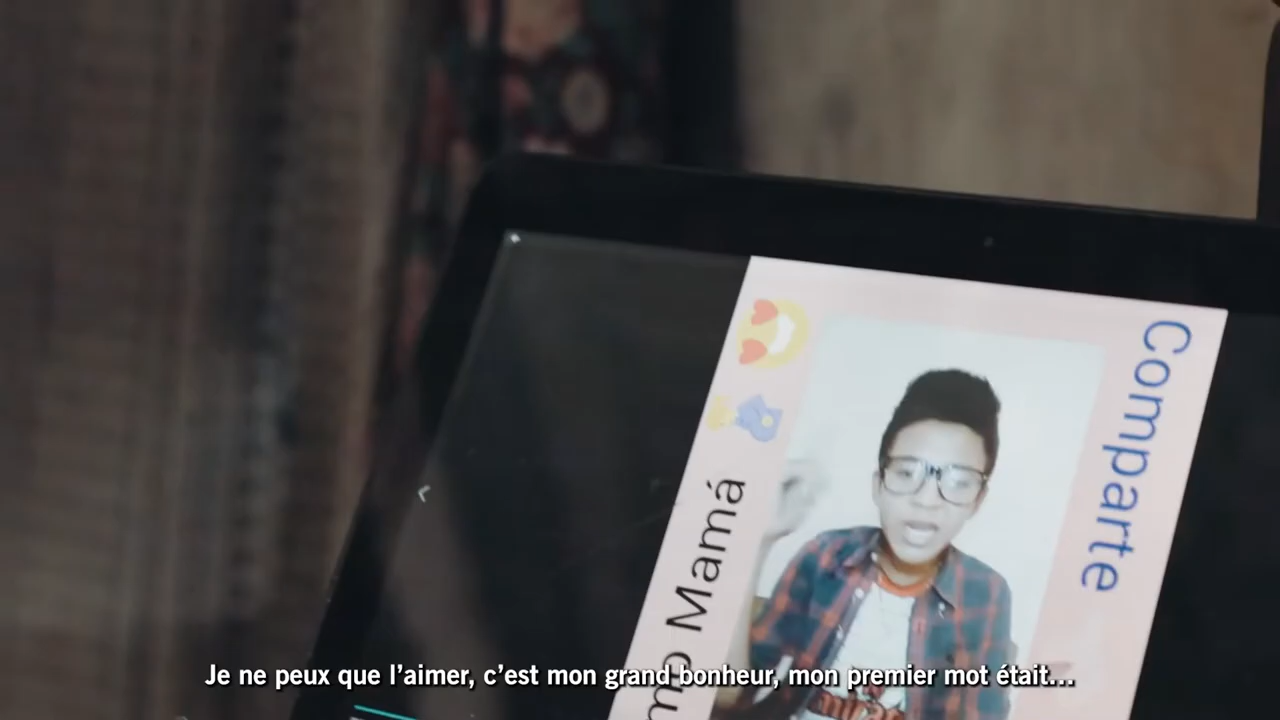 Comparte
Mamá
Je ne peux que l'aimer, c'est mon grand bonheur, mon premier mot était...